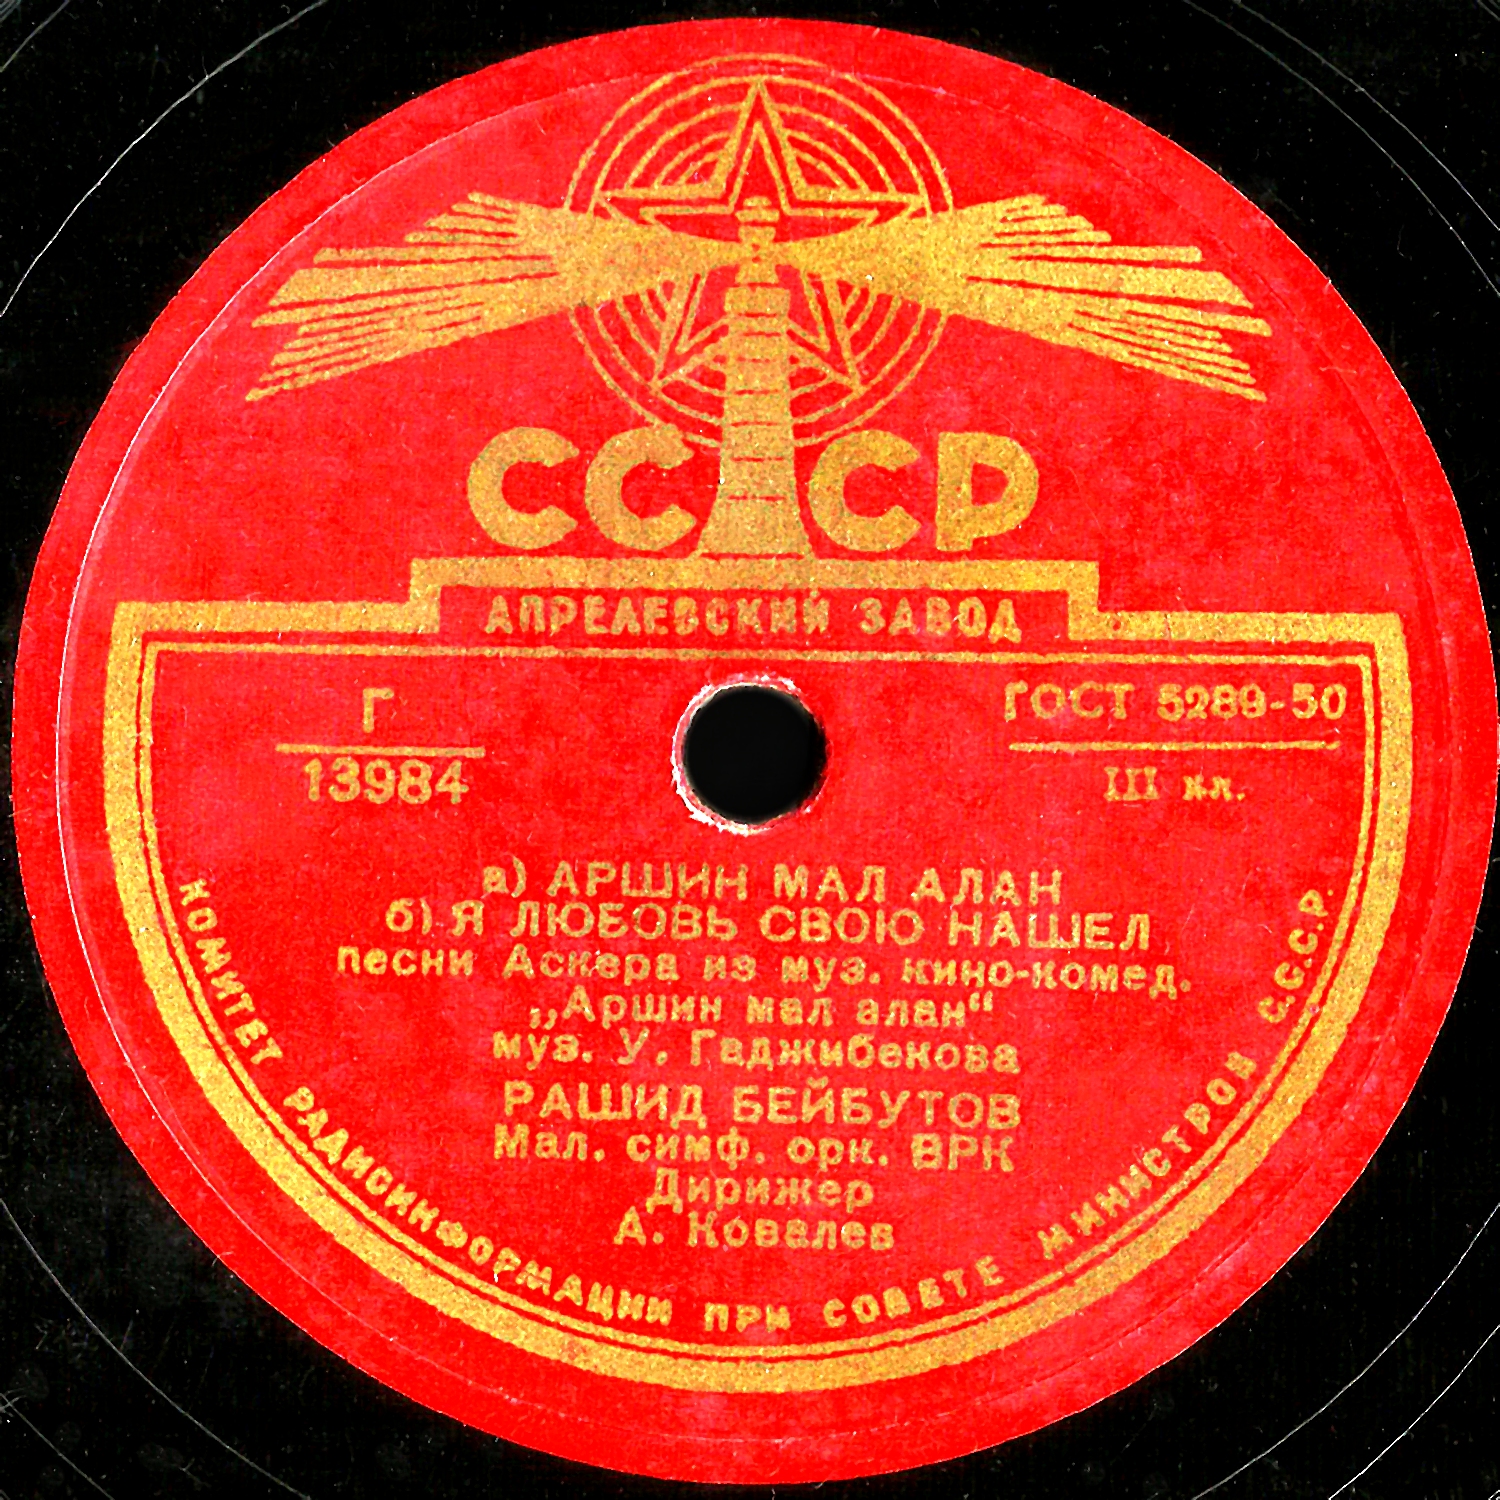 СССР
АПРЕЛЕВСКИЙ ЗАВОД
Г
13984
ГОСТ 5289-50
III кл.
а) АРШИН МАЛ АЛАН
б) Я ЛЮБОВЬ СВОЮ НАШЕЛ
песни Аскера из муз. кино-комед.
„Аршин мал алан“
муз. У. Гаджибекова
РАШИД БЕЙБУТОВ
Мал. симф. орк. ВРК
Дирижер
А. Ковалев
КОМИТЕТ РАДИОИНФОРМАЦИИ ПРИ СОВЕТЕ МИНИСТРОВ С.С.С.Р.